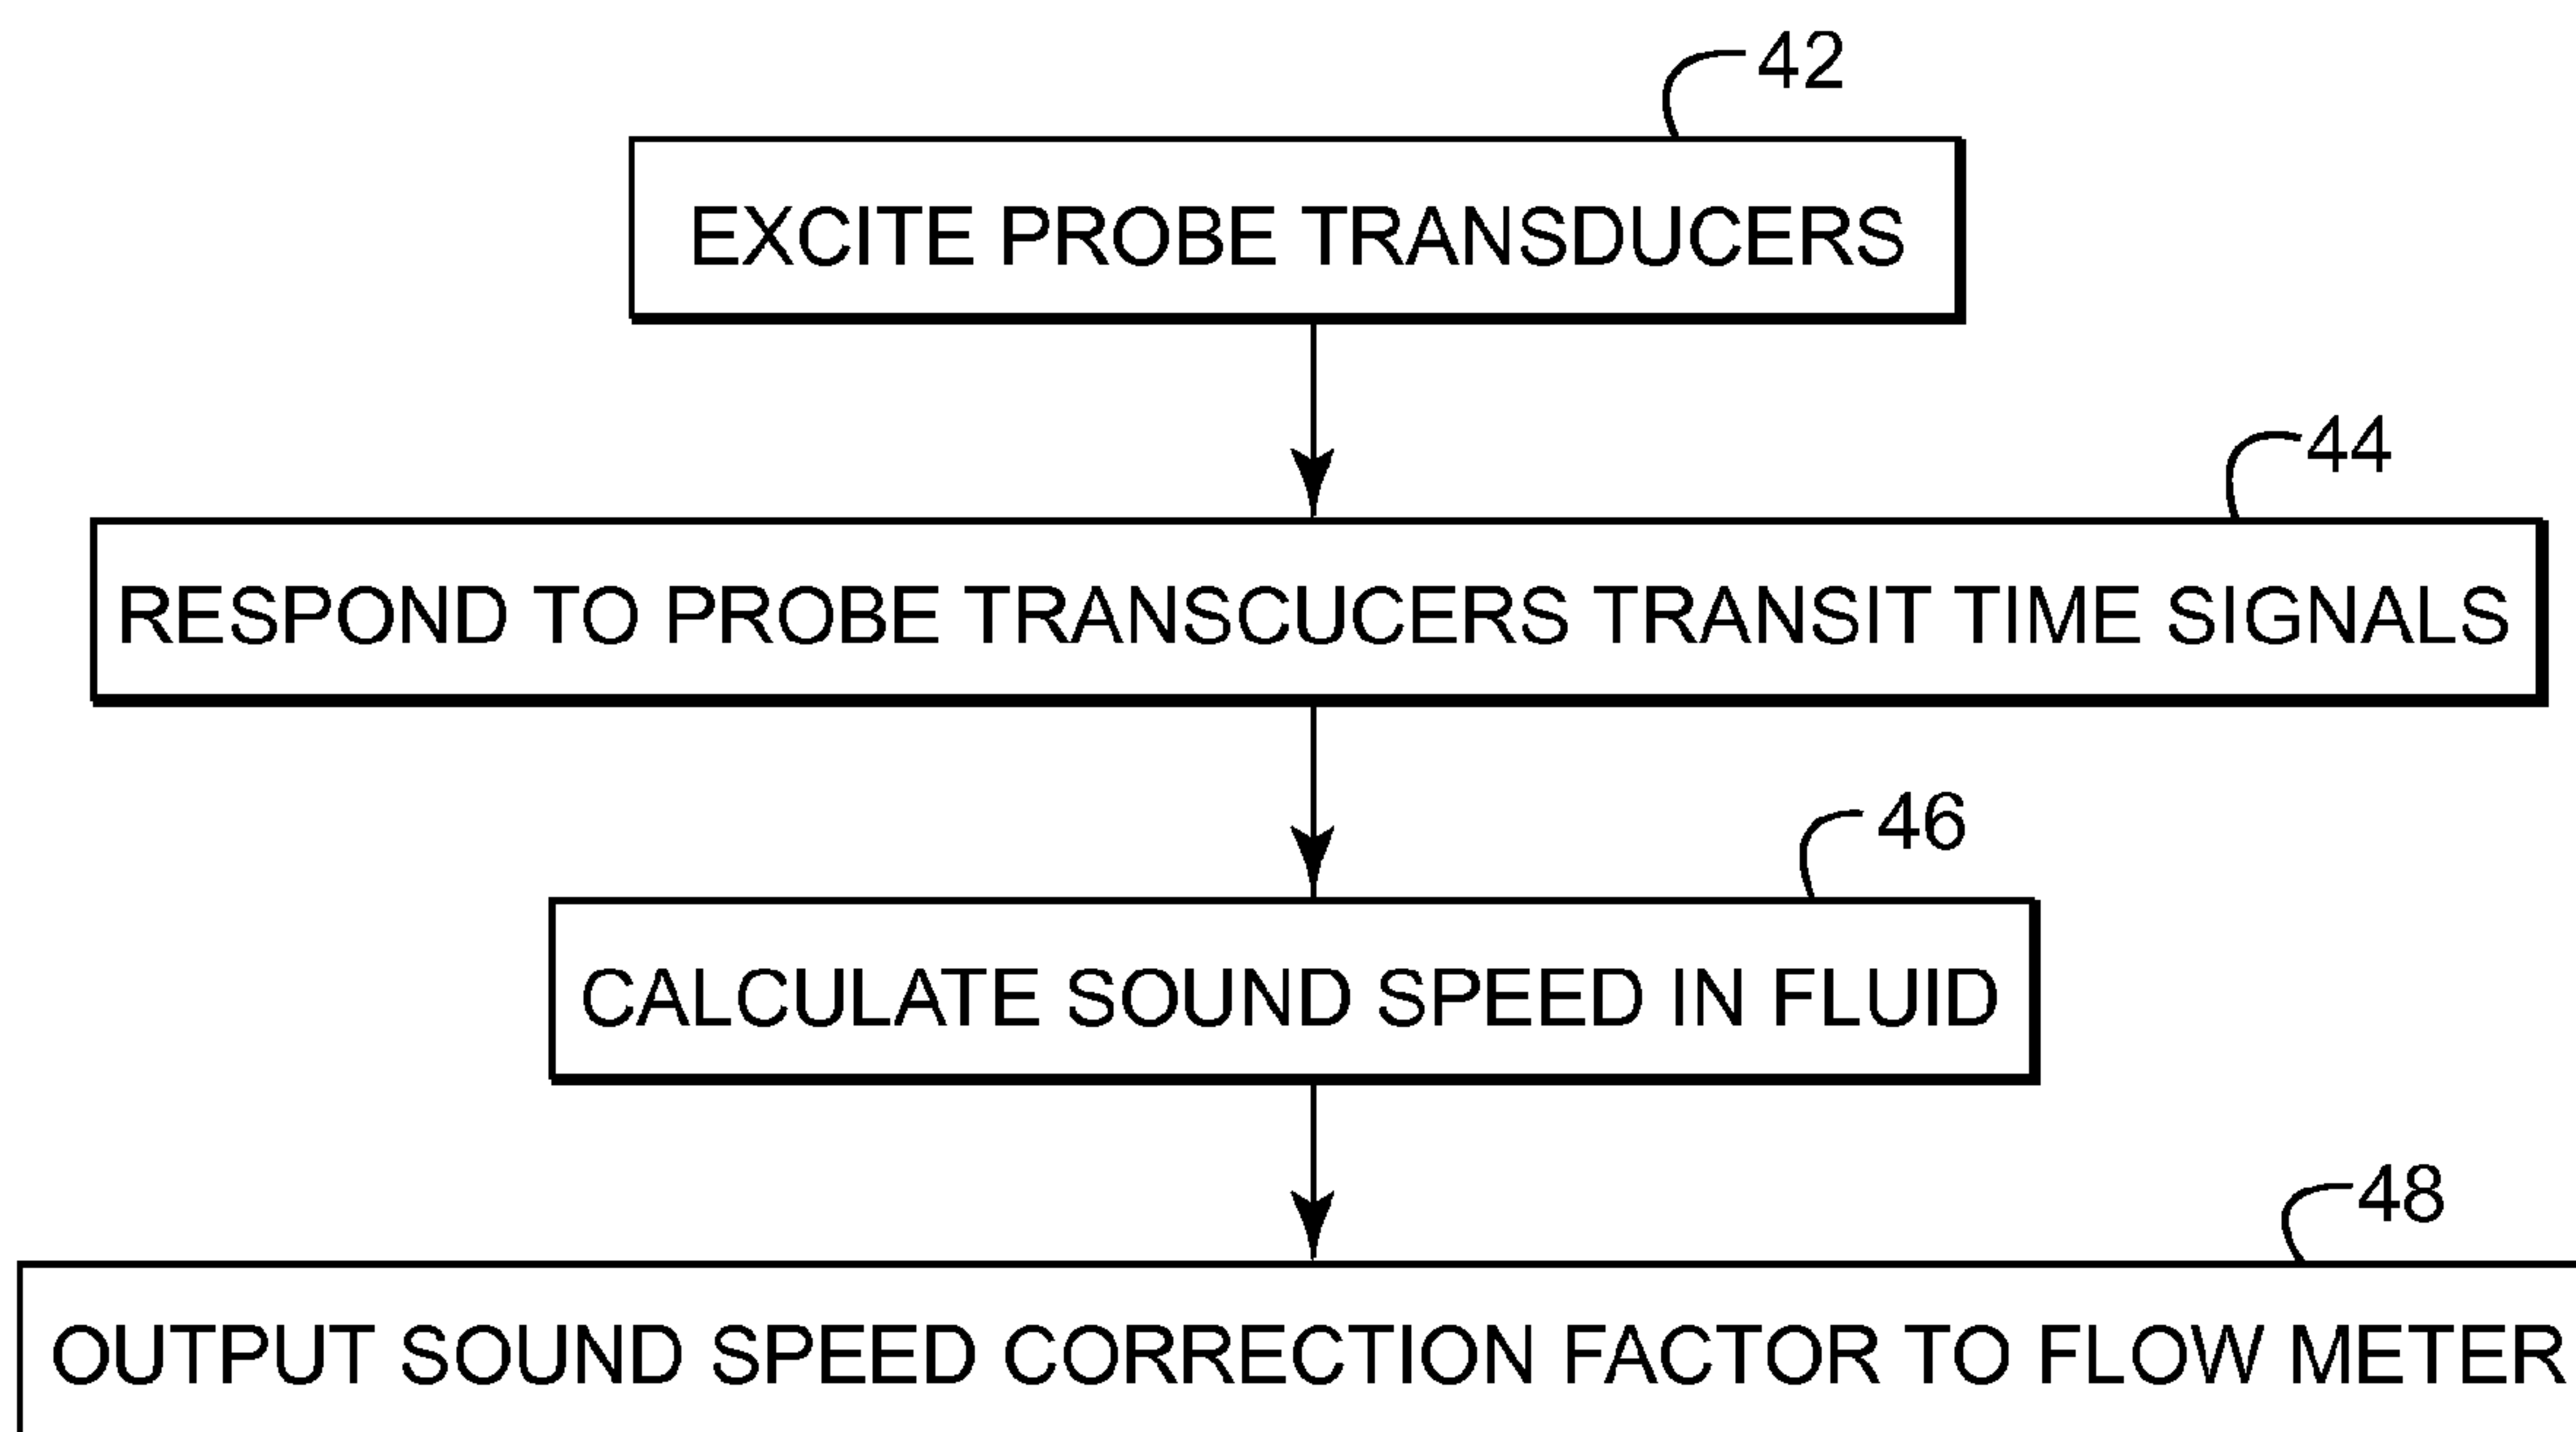 42
EXCITE PROBE TRANSDUCERS
44
RESPOND TO PROBE TRANSCUCERS TRANSIT TIME SIGNALS
46
CALCULATE SOUND SPEED IN FLUID
48
OUTPUT SOUND SPEED CORRECTION FACTOR TO FLOW METER